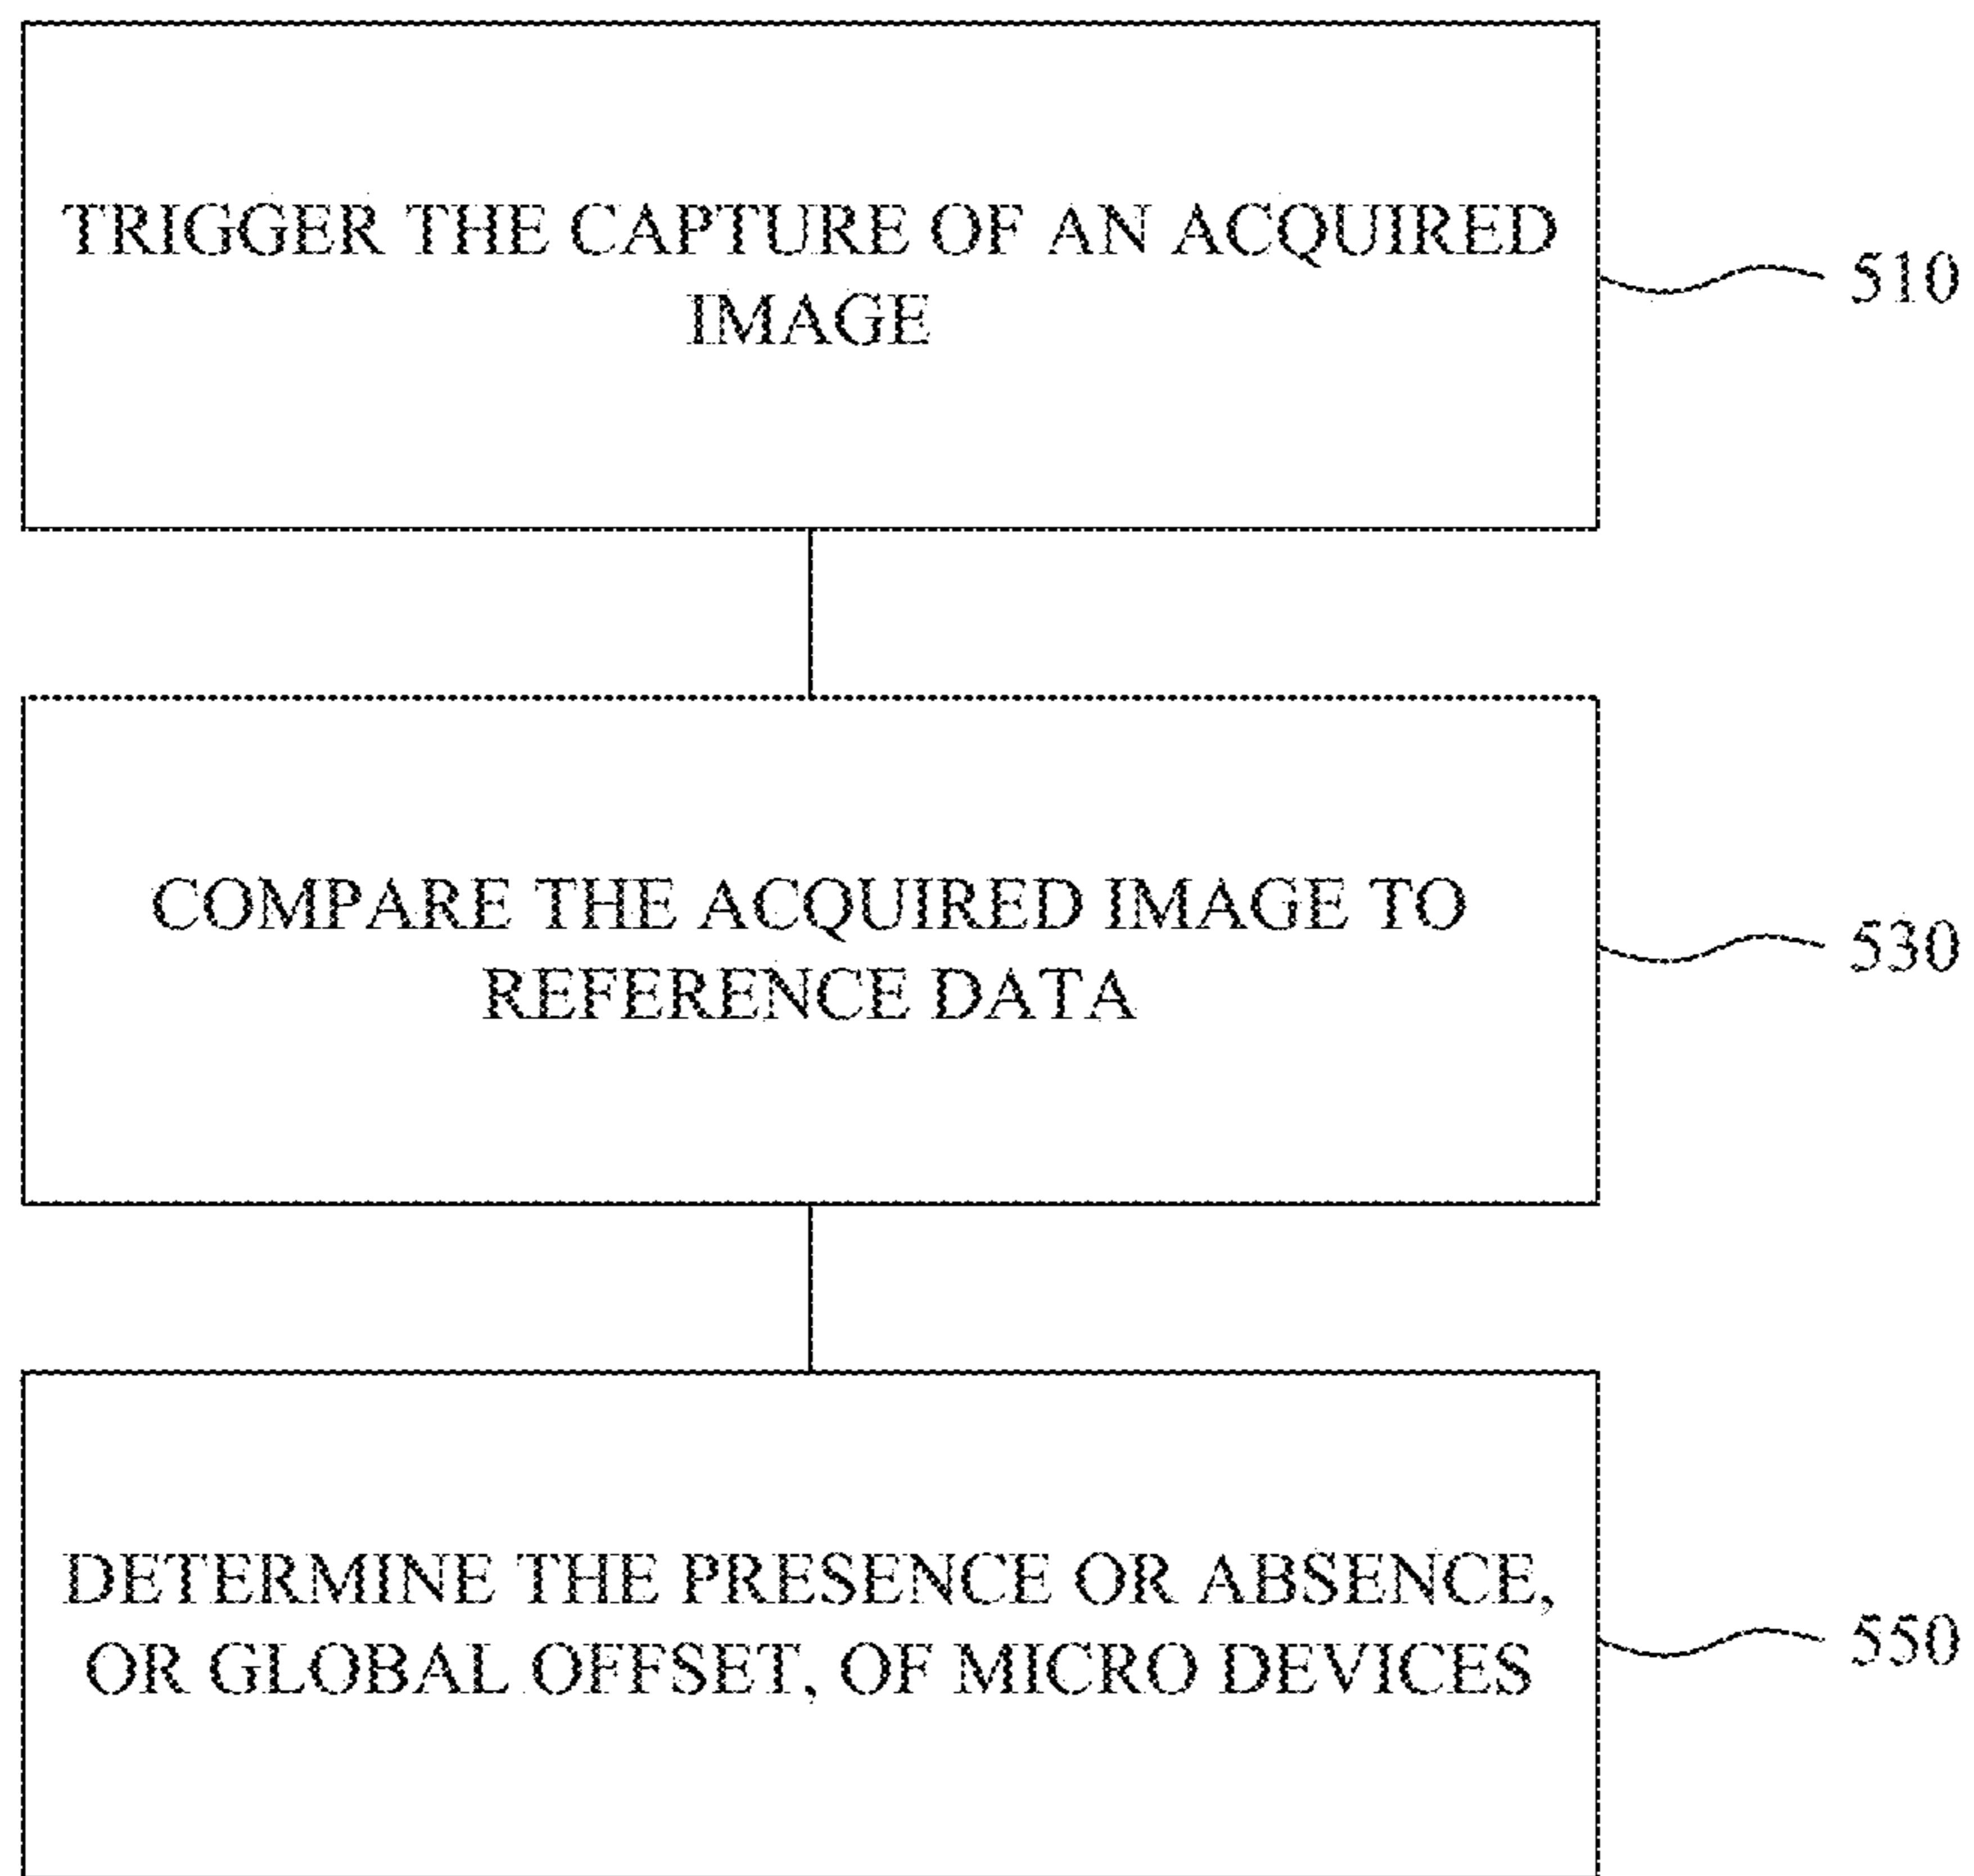 TRIGGER THE CAPTURE OF AN ACQUIRED
IMAGE
510
COMPARE THE ACQUIRED IMAGE TO
REFERENCE DATA
530
DETERMINE THE PRESENCE OR ABSENCE,
OR GLOBAL OFFSET, OF MICRO DEVICES
550